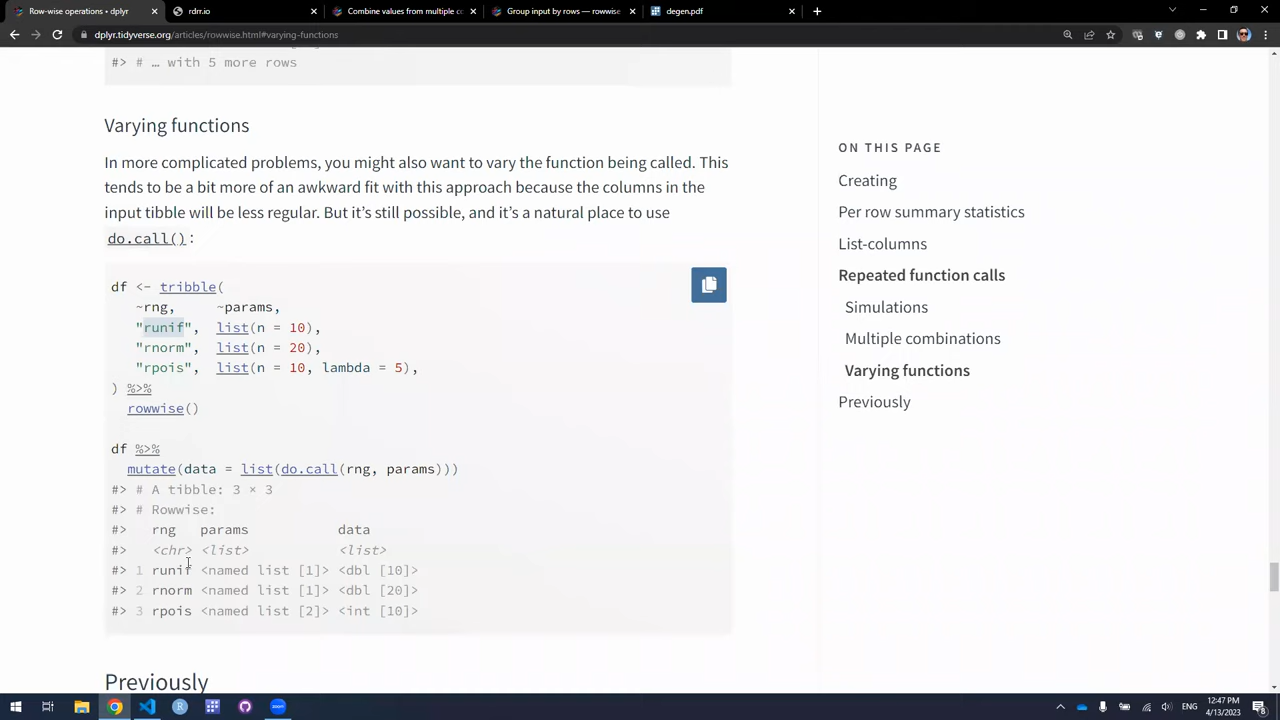 Row-wise operations • dplyr
rdrr.io
Combine values from multiple co
Group input by rows — rowwise
degen.pdf
dplyr.tidyverse.org/articles/rowwise.html#varying-functions
#> # … with 5 more rows
Varying functions
In more complicated problems, you might also want to vary the function being called. This
tends to be a bit more of an awkward fit with this approach because the columns in the
input tibble will be less regular. But it’s still possible, and it’s a natural place to use
do.call():
df <- tribble(
~rng, ~params,
"runif", list(n = 10),
"rnorm", list(n = 20),
"rpois", list(n = 10, lambda = 5),
) %>%
rowwise()
df %>%
mutate(data = list(do.call(rng, params)))
#> # A tibble: 3 × 3
#> # Rowwise:
#> rng params data
#> <chr> <list> <list>
#> 1 runif <named list [1]> <dbl [10]>
#> 2 rnorm <named list [1]> <dbl [20]>
#> 3 rpois <named list [2]> <int [10]>
Previously
ON THIS PAGE
Creating
Per row summary statistics
List-columns
Repeated function calls
Simulations
Multiple combinations
Varying functions
Previously
ENG
12:47 PM
4/13/2023